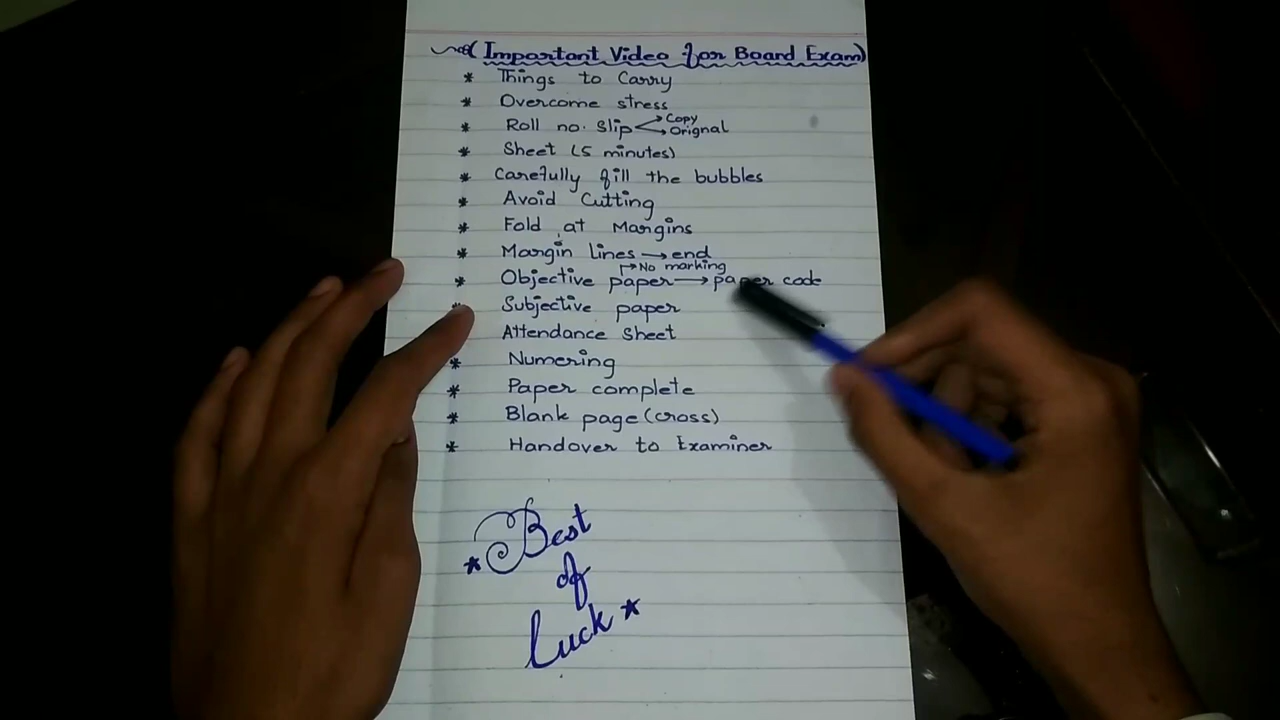 (Important Video for Board Exam)
* Things to Carry
* Overcome stress
* Roll no. Slip Copy Orignal
* Sheet (5 minutes)
* Carefully fill the bubbles
* Avoid Cutting
* Fold at Margins
* Margin lines → end
→ No marking
* Objective paper → paper code
* Subjective paper
Attendance Sheet
* Numering
* Paper complete
* Blank page (cross)
* Handover to Examiner
* Best
of
Luck *